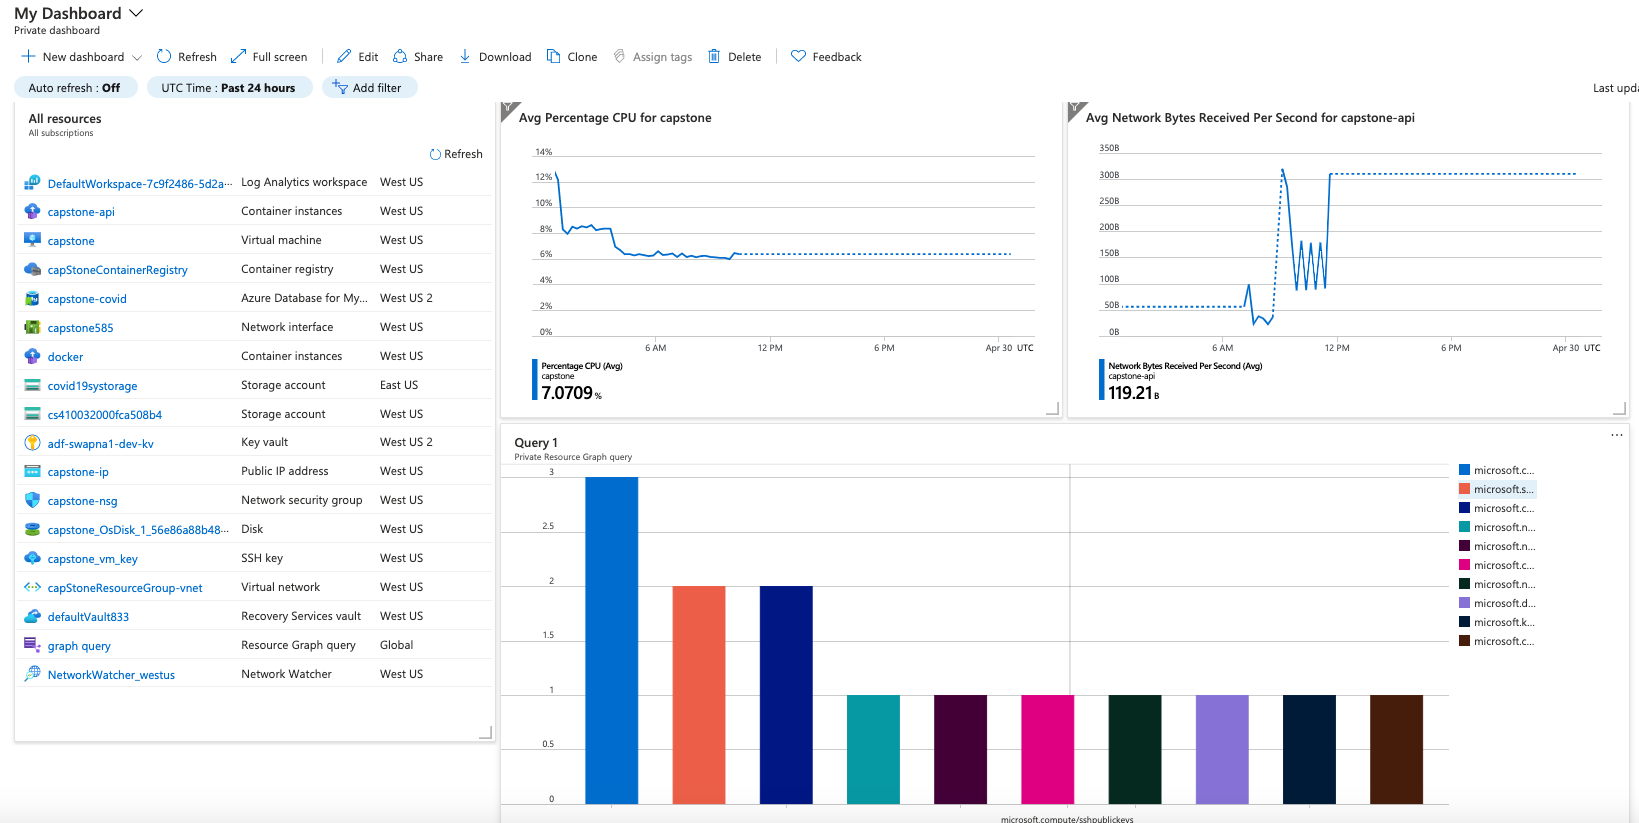 My Dashboard
Private dashboard
New dashboard Refresh Full screen Edit Share Download Clone Assign tags Delete Feedback
Auto refresh : Off UTC Time : Past 24 hours Add filter Last upda
All resources
All subscriptions
Refresh
DefaultWorkspace-7c9f2486-5d2a··· Log Analytics workspace West US
capstone-api Container instances West US
capstone Virtual machine West US
capStoneContainerRegistry Container registry West US
capstone-covid Azure Database for My... West US 2
capstone585 Network interface West US
docker Container instances West US
covid19systorage Storage account East US
cs410032000fca508b4 Storage account West US
adf-swapna1-dev-kv Key vault West US 2
capstone-ip Public IP address West US
capstone-nsg Network security group West US
capstone_OsDisk_1_56e86a88b48··· Disk West US
capstone_vm_key SSH key West US
capStoneResourceGroup-vnet Virtual network West US
defaultVault833 Recovery Services vault West US
graph query Resource Graph query Global
NetworkWatcher_westus Network Watcher West US
Avg Percentage CPU for capstone
14%
12%
10%
8%
6%
4%
2%
0%
6 AM 12 PM 6 PM Apr 30 UTC
Percentage CPU (Avg)
capstone
7.0709 %
Avg Network Bytes Received Per Second for capstone-api
350B
300B
250B
200B
150B
100B
50B
0B
6 AM 12 PM 6 PM Apr 30 UTC
Network Bytes Received Per Second (Avg)
capstone-api
119.21 B
Query 1
Private Resource Graph query
3
2.5
2
1.5
1
0.5
0
microsoft.compute/sshpublickeys
microsoft.c...
microsoft.s...
microsoft.c...
microsoft.n...
microsoft.n...
microsoft.c...
microsoft.n...
microsoft.d...
microsoft.k...
microsoft.c...